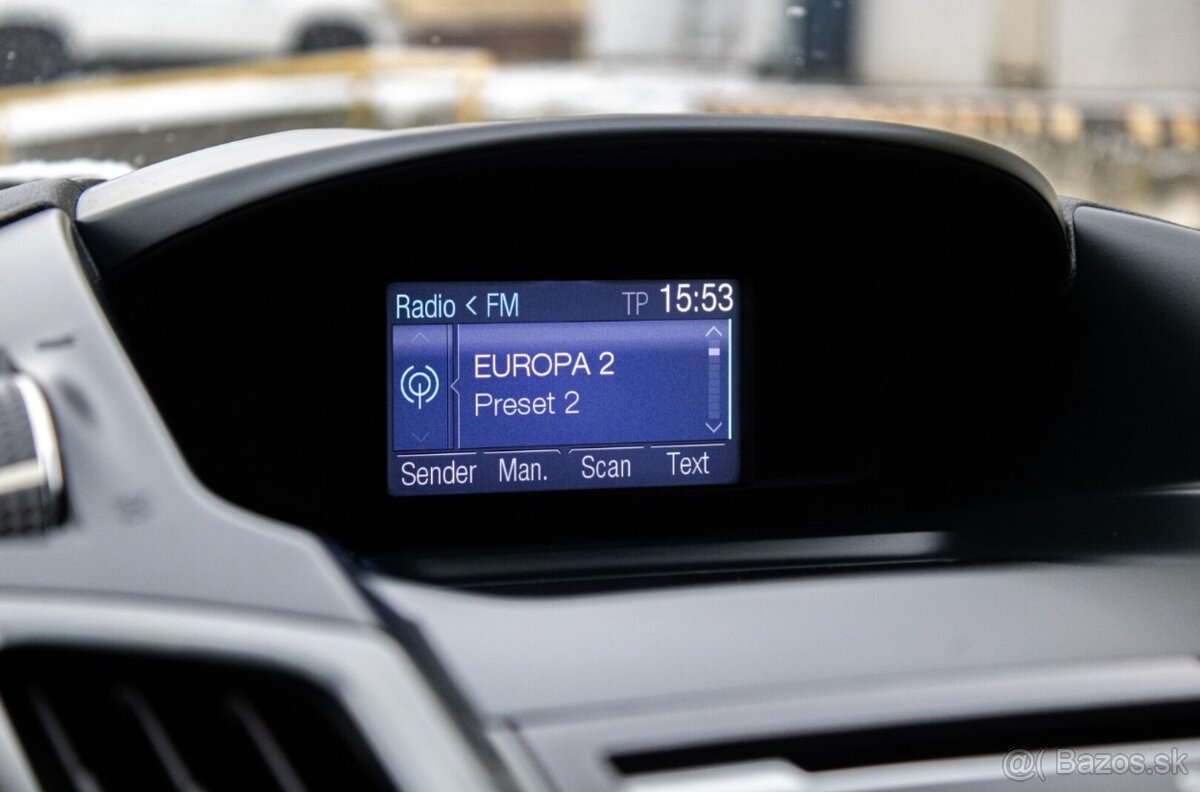 Radio < FM TP 15:53
EUROPA 2
Preset 2
Sender Man. Scan Text
@( Bazos.sk